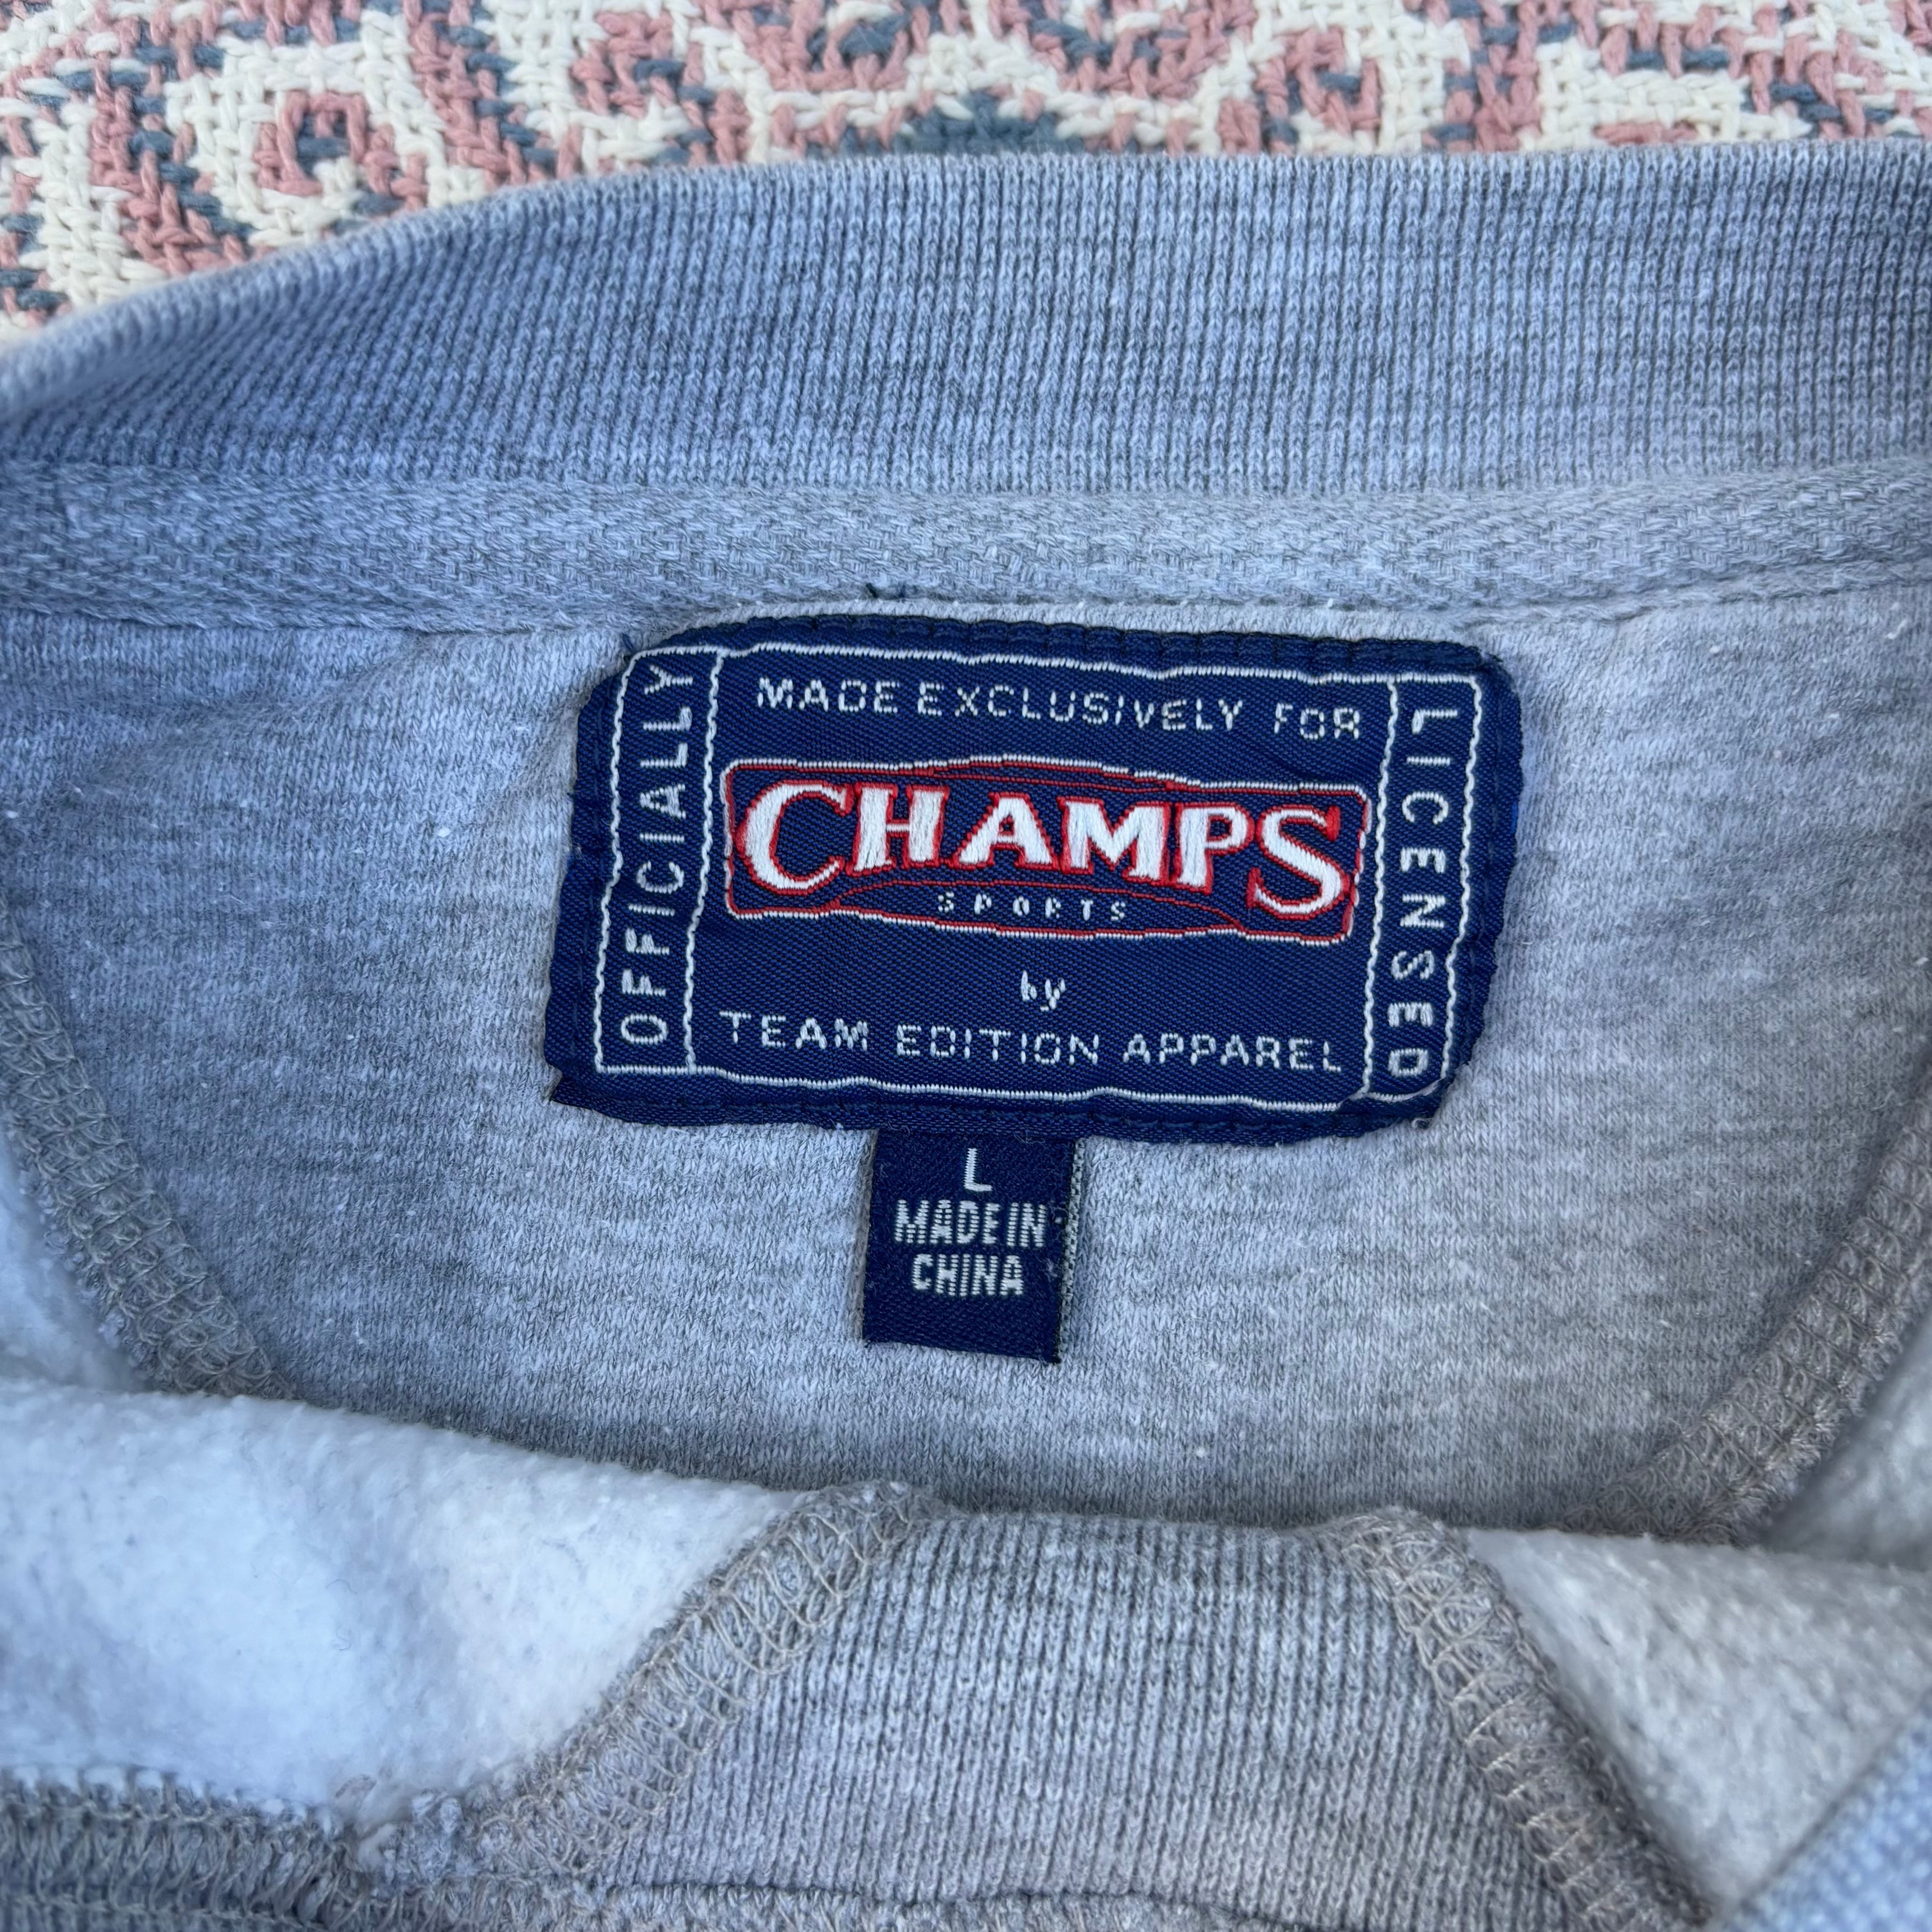 OFFICIALLY
MADE EXCLUSIVELY FOR
CHAMPS
SPORTS
by
TEAM EDITION APPAREL
LICENSED
L
MADE IN
CHINA